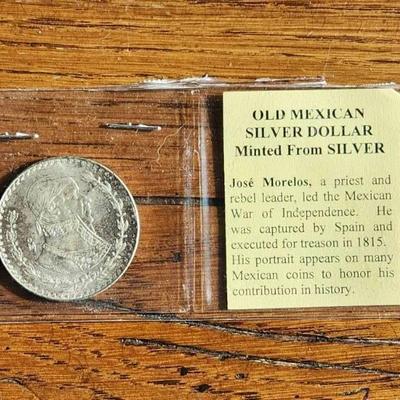 OLD MEXICAN
SILVER DOLLAR
Minted From SILVER
José Morelos, a priest and
rebel leader, led the Mexican
War of Independence. He
was captured by Spain and
executed for treason in 1815.
His portrait appears on many
Mexican coins to honor his
contribution in history.